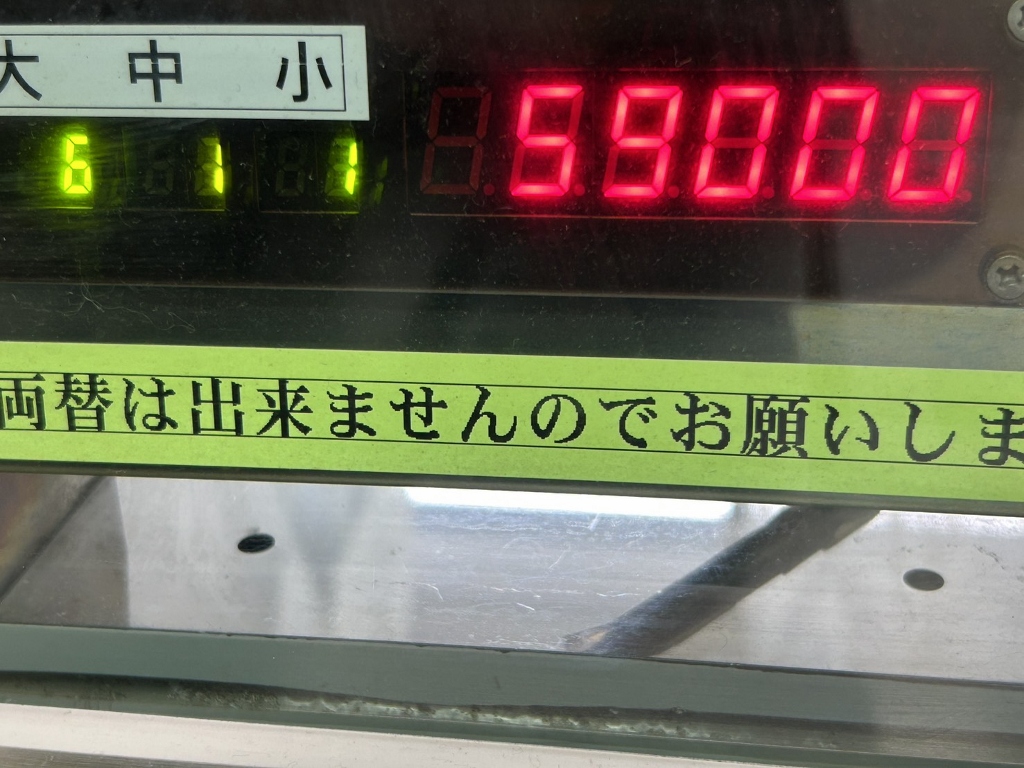 大 中 小
6 1 1 59000
両替は出来ませんのでお願いしま